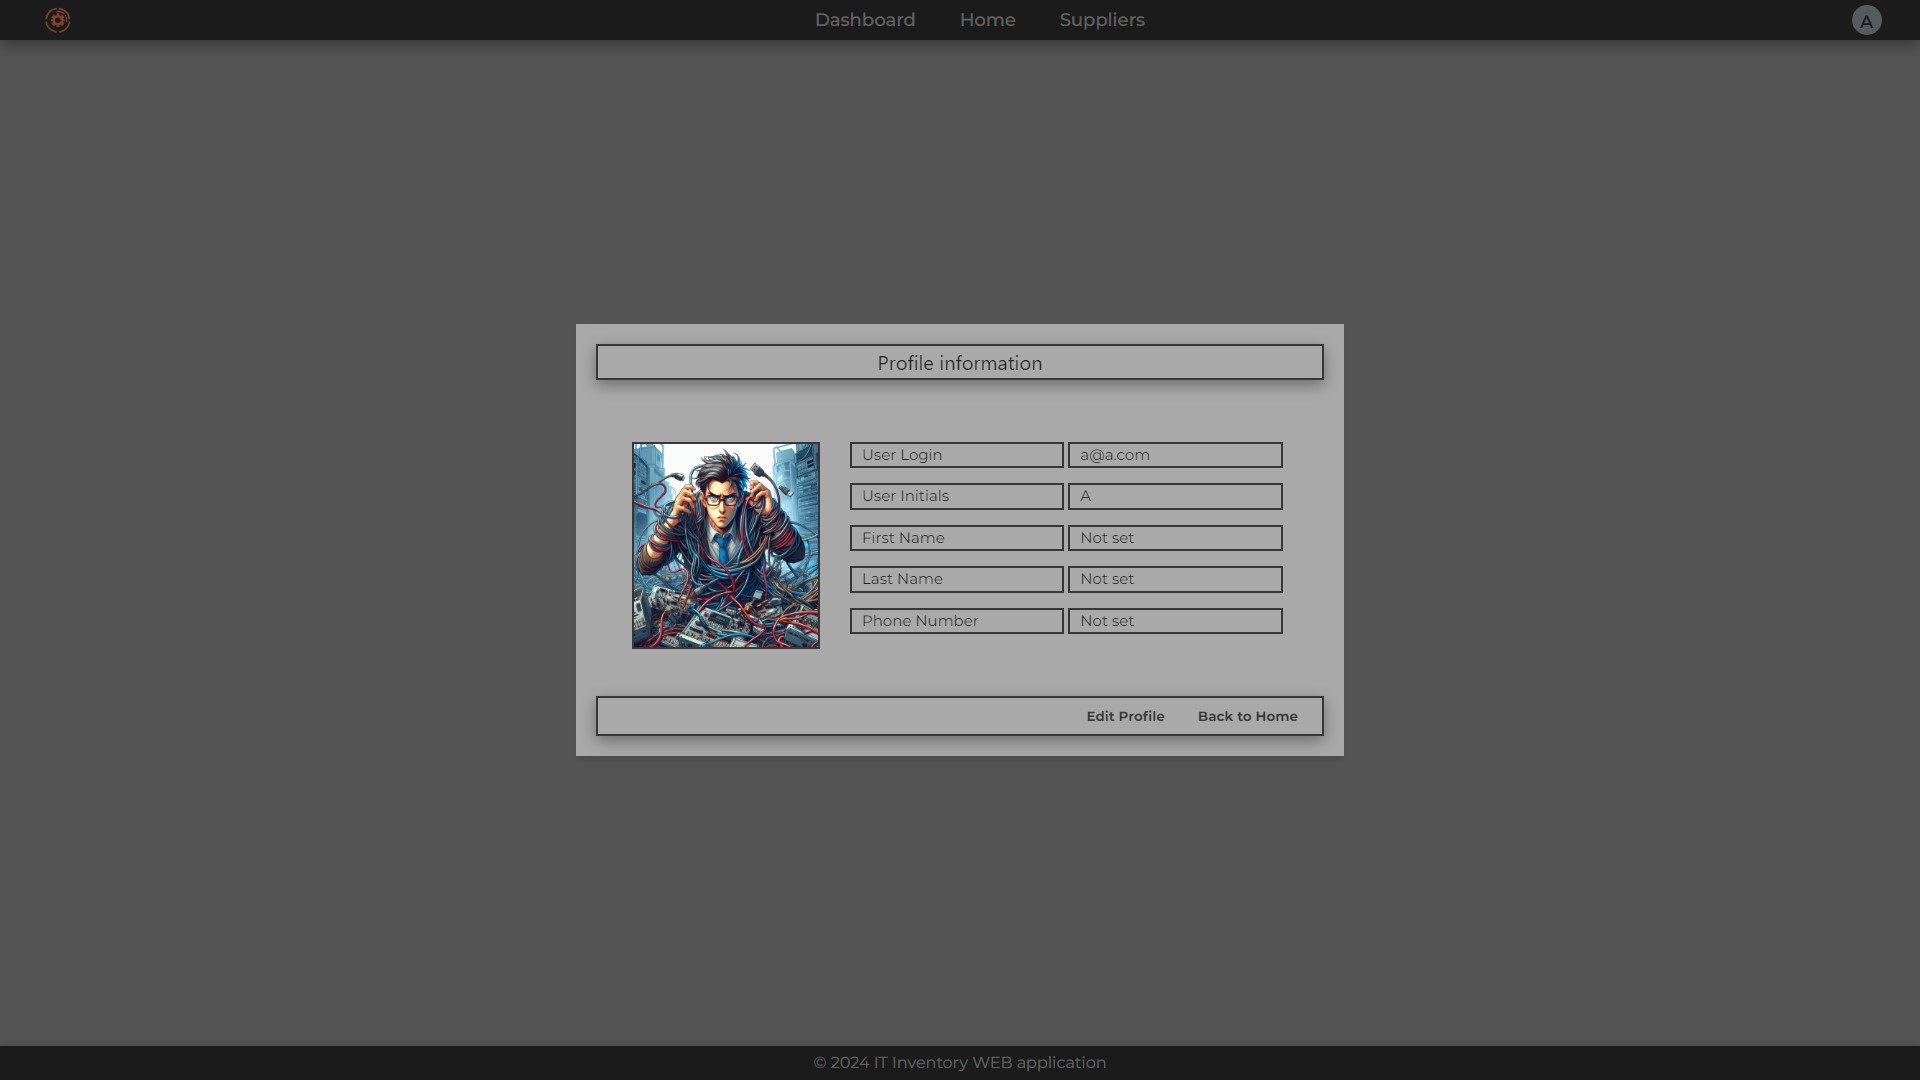 Dashboard Home Suppliers A
Profile information
User Login a@a.com
User Initials A
First Name Not set
Last Name Not set
Phone Number Not set
Edit Profile Back to Home
© 2024 IT Inventory WEB application